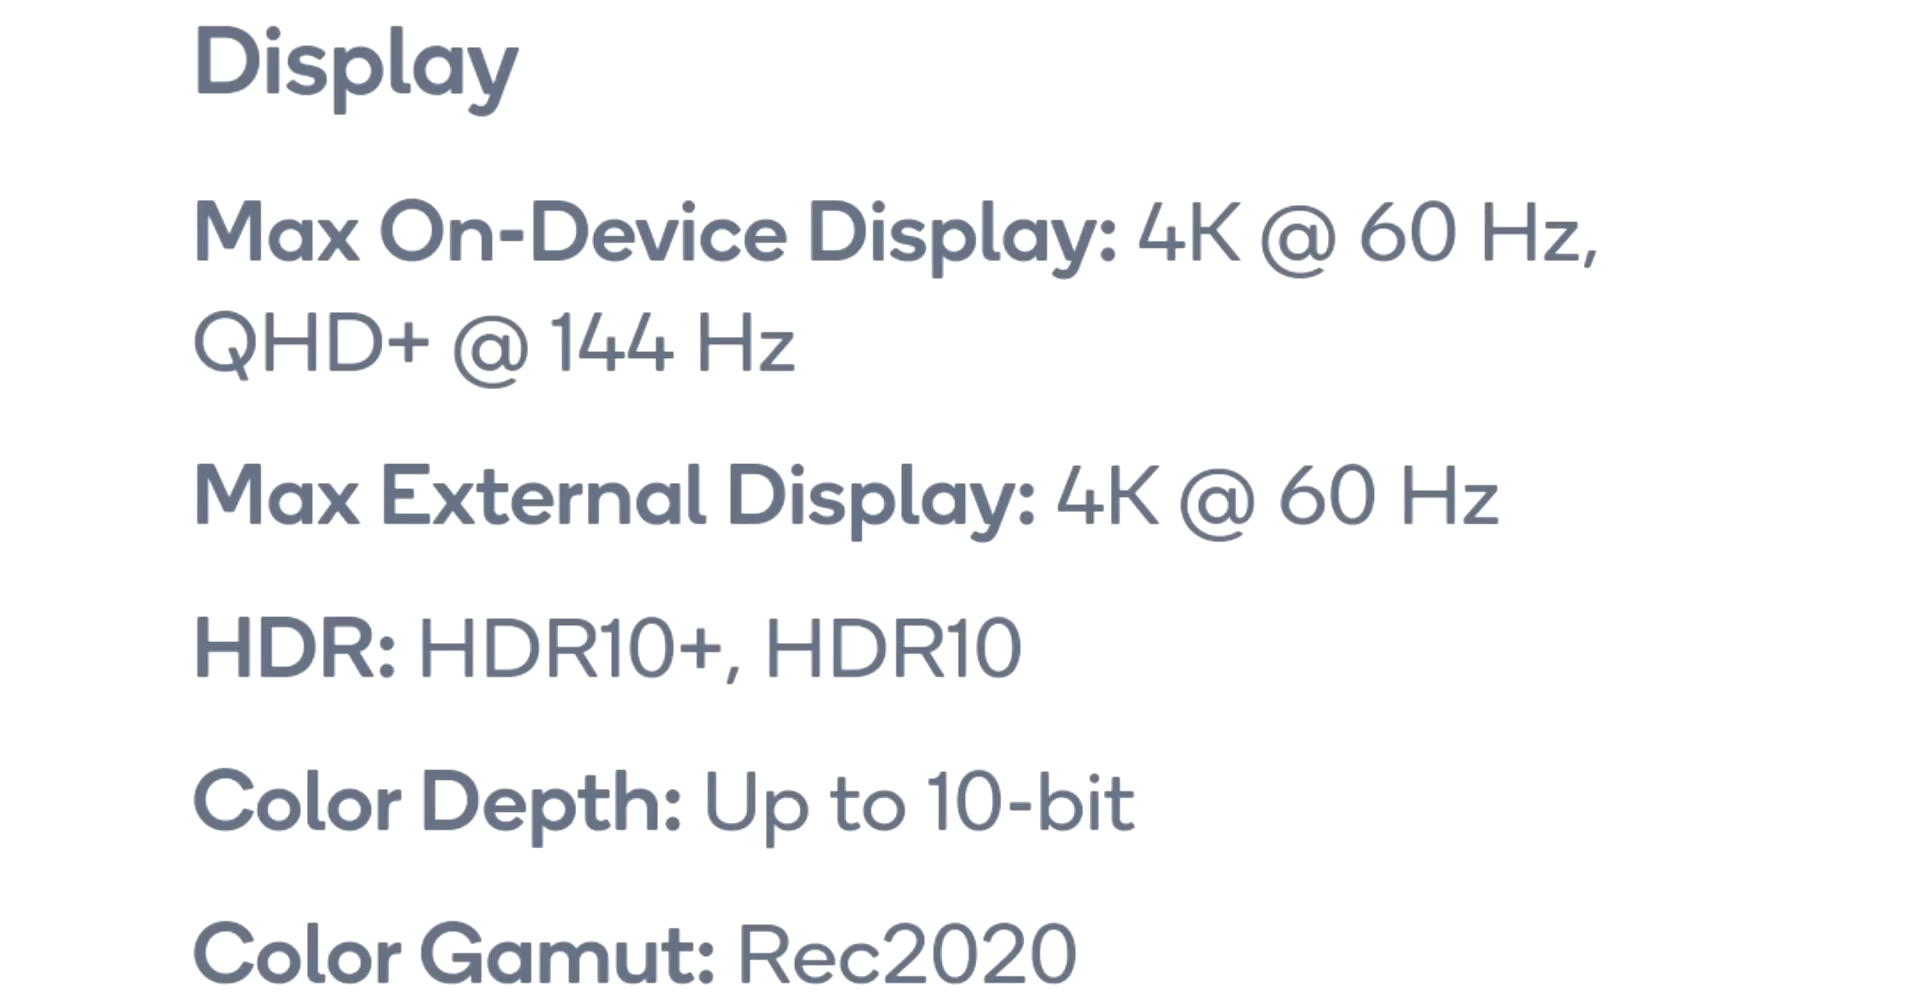 Display
Max On-Device Display: 4K @ 60 Hz,
QHD+ @ 144 Hz
Max External Display: 4K @ 60 Hz
HDR: HDR10+, HDR10
Color Depth: Up to 10-bit
Color Gamut: Rec2020